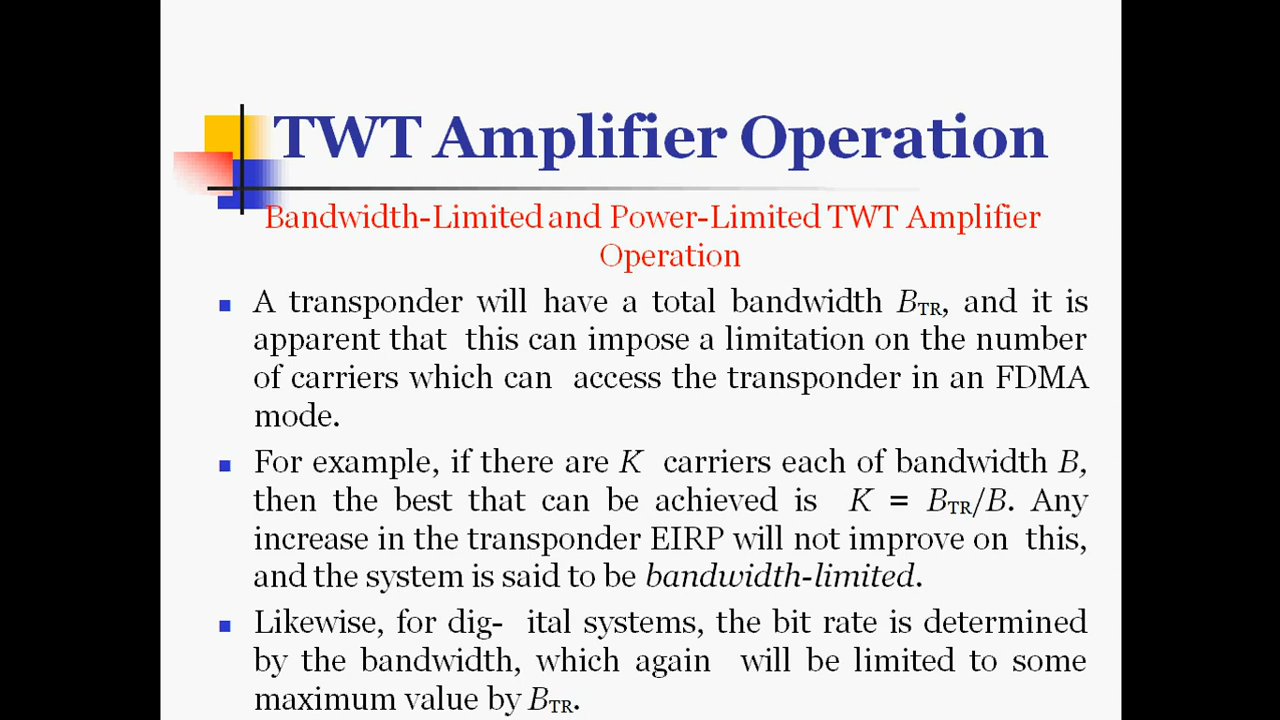 TWT Amplifier Operation
Bandwidth-Limited and Power-Limited TWT Amplifier
Operation
A transponder will have a total bandwidth BTR, and it is
apparent that this can impose a limitation on the number
of carriers which can access the transponder in an FDMA
mode.
For example, if there are K carriers each of bandwidth B,
then the best that can be achieved is K = BTR/B. Any
increase in the transponder EIRP will not improve on this,
and the system is said to be bandwidth-limited.
Likewise, for dig- ital systems, the bit rate is determined
by the bandwidth, which again will be limited to some
maximum value by BTR.